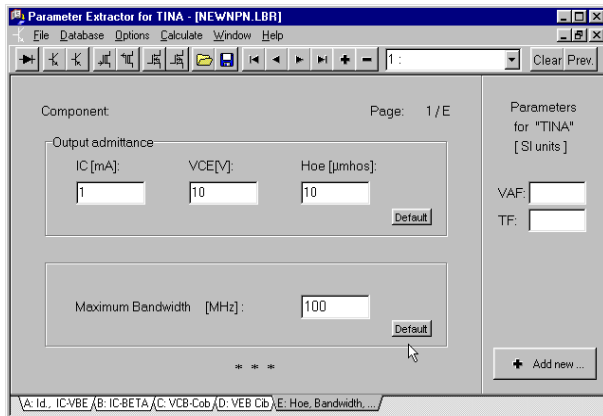 Parameter Extractor for TINA - [NEWNPN.LBR]
File Database Options Calculate Window Help
1 :
Clear Prev.
Component:
Page: 1 / E
Output admittance
IC [mA]: VCE[V]: Hoe [µmhos]:
1 10 10
Default
Maximum Bandwidth [MHz] : 100
Default
* * *
Parameters
for "TINA"
[ SI units ]
VAF:
TF:
Add new ...
A: Id., IC-VBE B: IC-BETA C: VCB-Cob D: VEB Cib E: Hoe, Bandwidth, ...